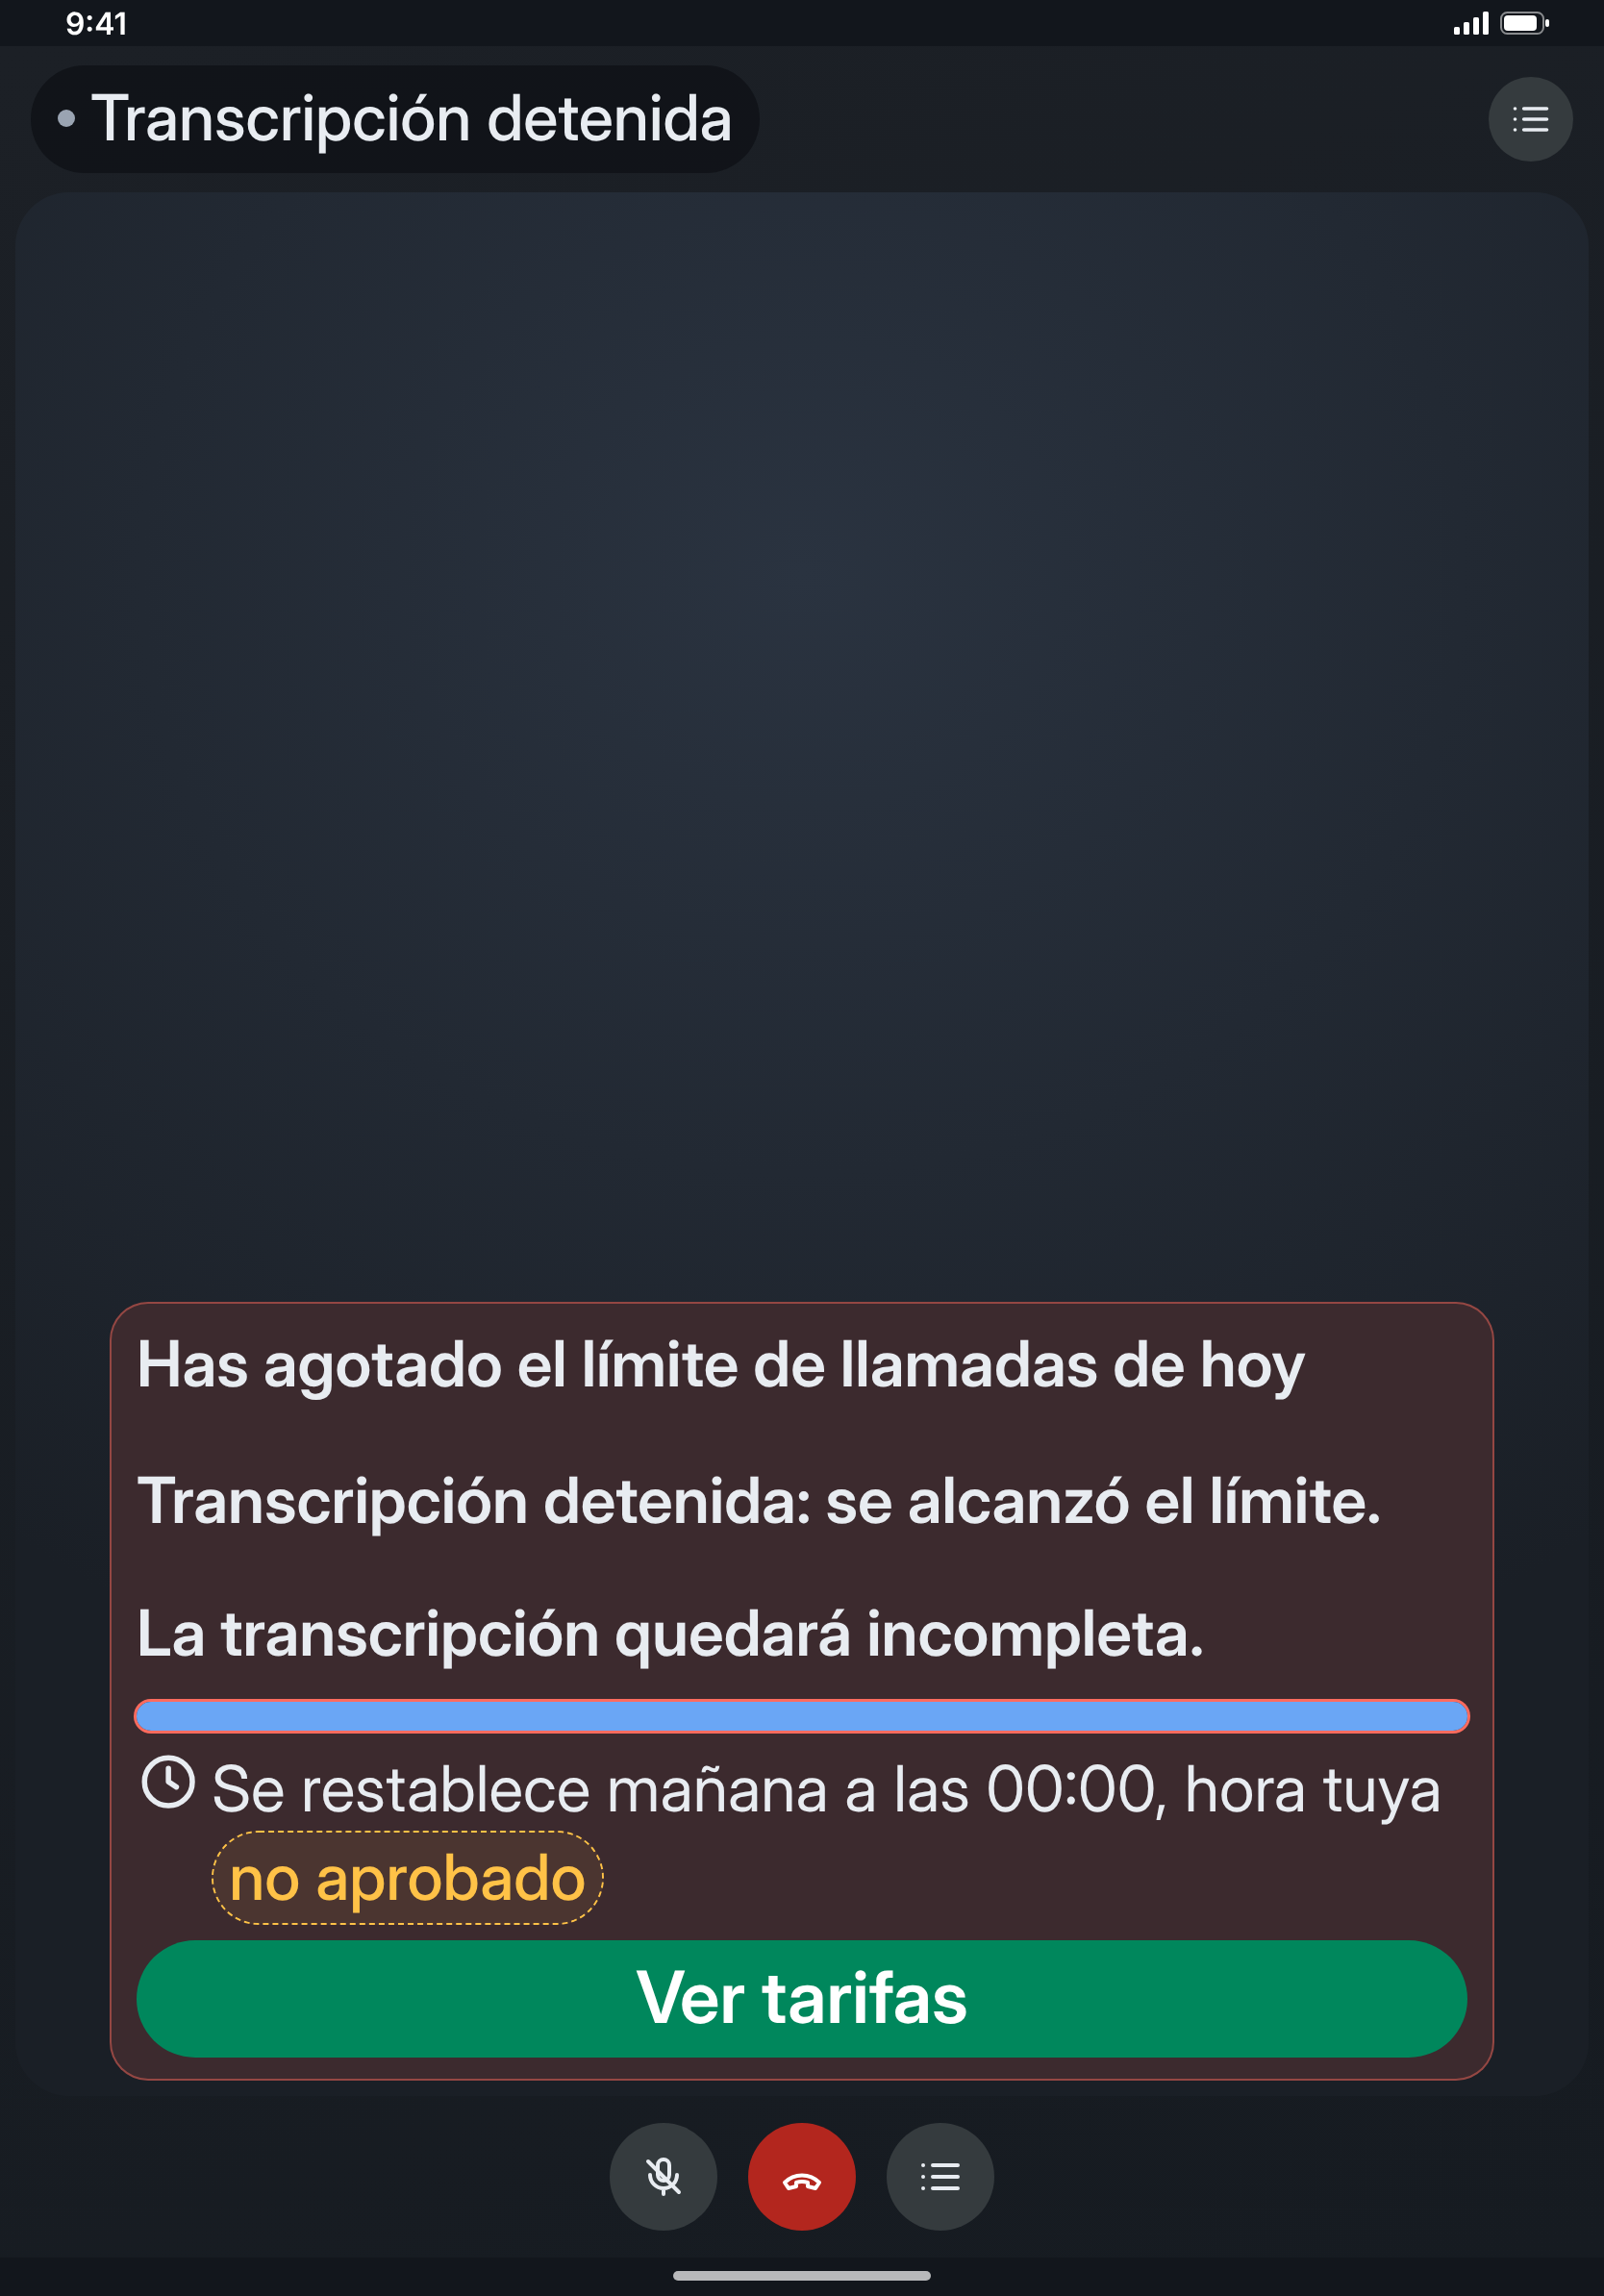 9:41
Transcripción detenida
Has agotado el límite de llamadas de hoy
Transcripción detenida: se alcanzó el límite.
La transcripción quedará incompleta.
Se restablece mañana a las 00:00, hora tuya
no aprobado
Ver tarifas